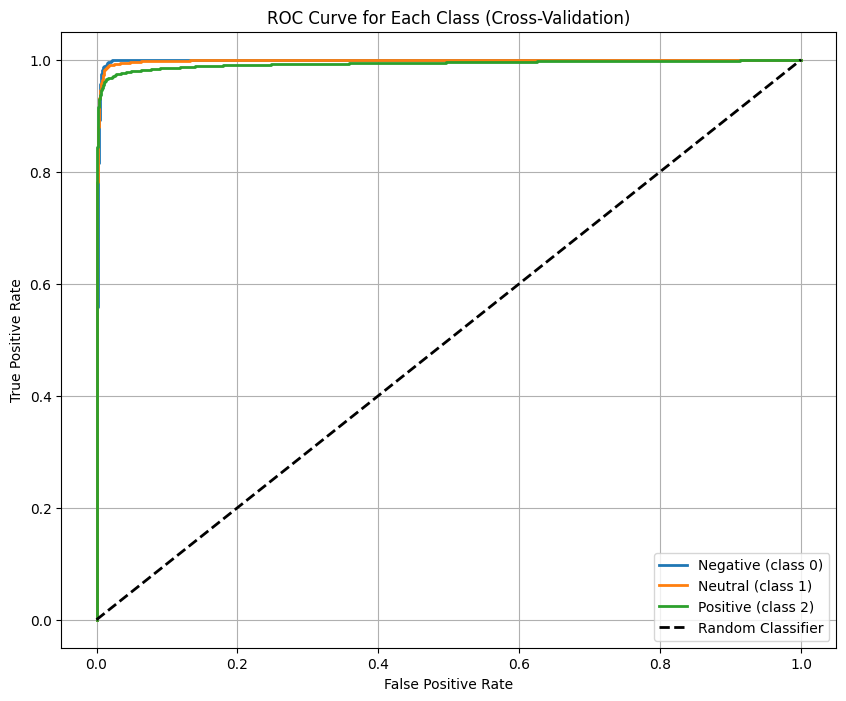 ROC Curve for Each Class (Cross-Validation)
True Positive Rate
1.0
0.8
0.6
0.4
0.2
0.0
0.0 0.2 0.4 0.6 0.8 1.0
False Positive Rate
Negative (class 0)
Neutral (class 1)
Positive (class 2)
Random Classifier